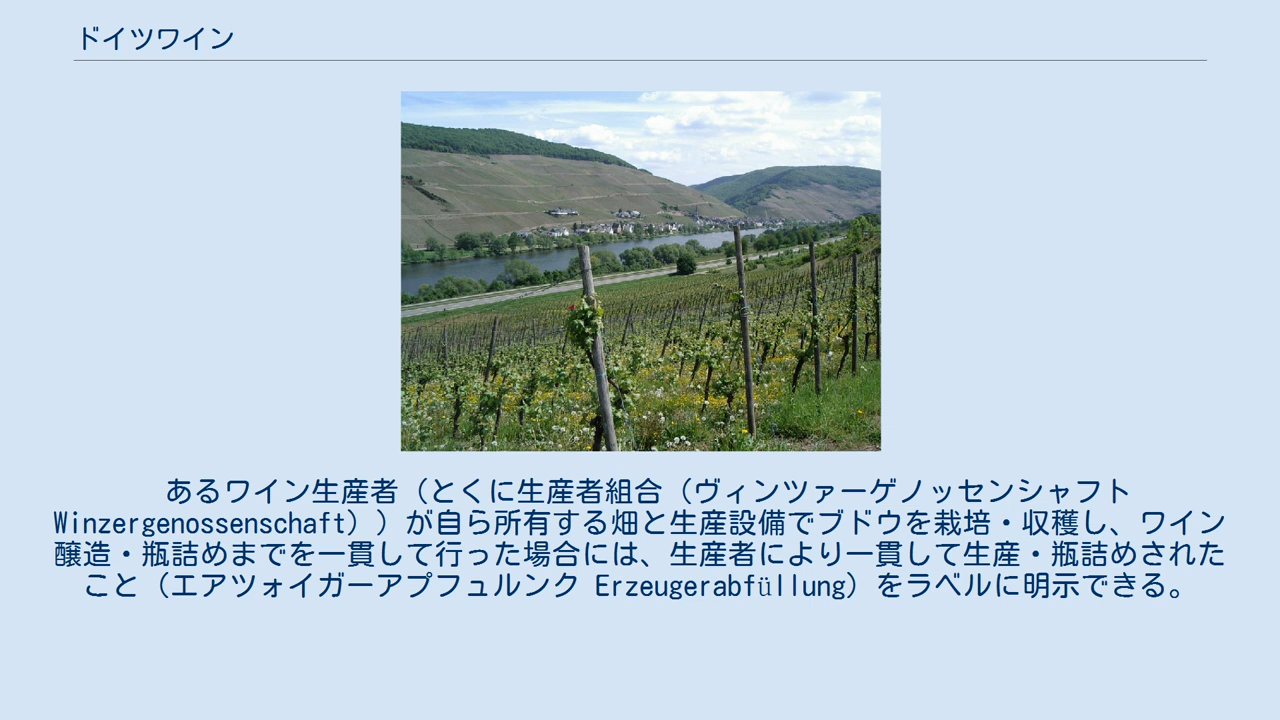 ドイツワイン
あるワイン生産者（とくに生産者組合（ヴィンツァーゲノッセンシャフト
Winzergenossenschaft））が自ら所有する畑と生産設備でブドウを栽培・収穫し、ワイン
醸造・瓶詰めまでを一貫して行った場合には、生産者により一貫して生産・瓶詰めされた
こと（エアツォイガーアプフュルンク Erzeugerabfüllung）をラベルに明示できる。